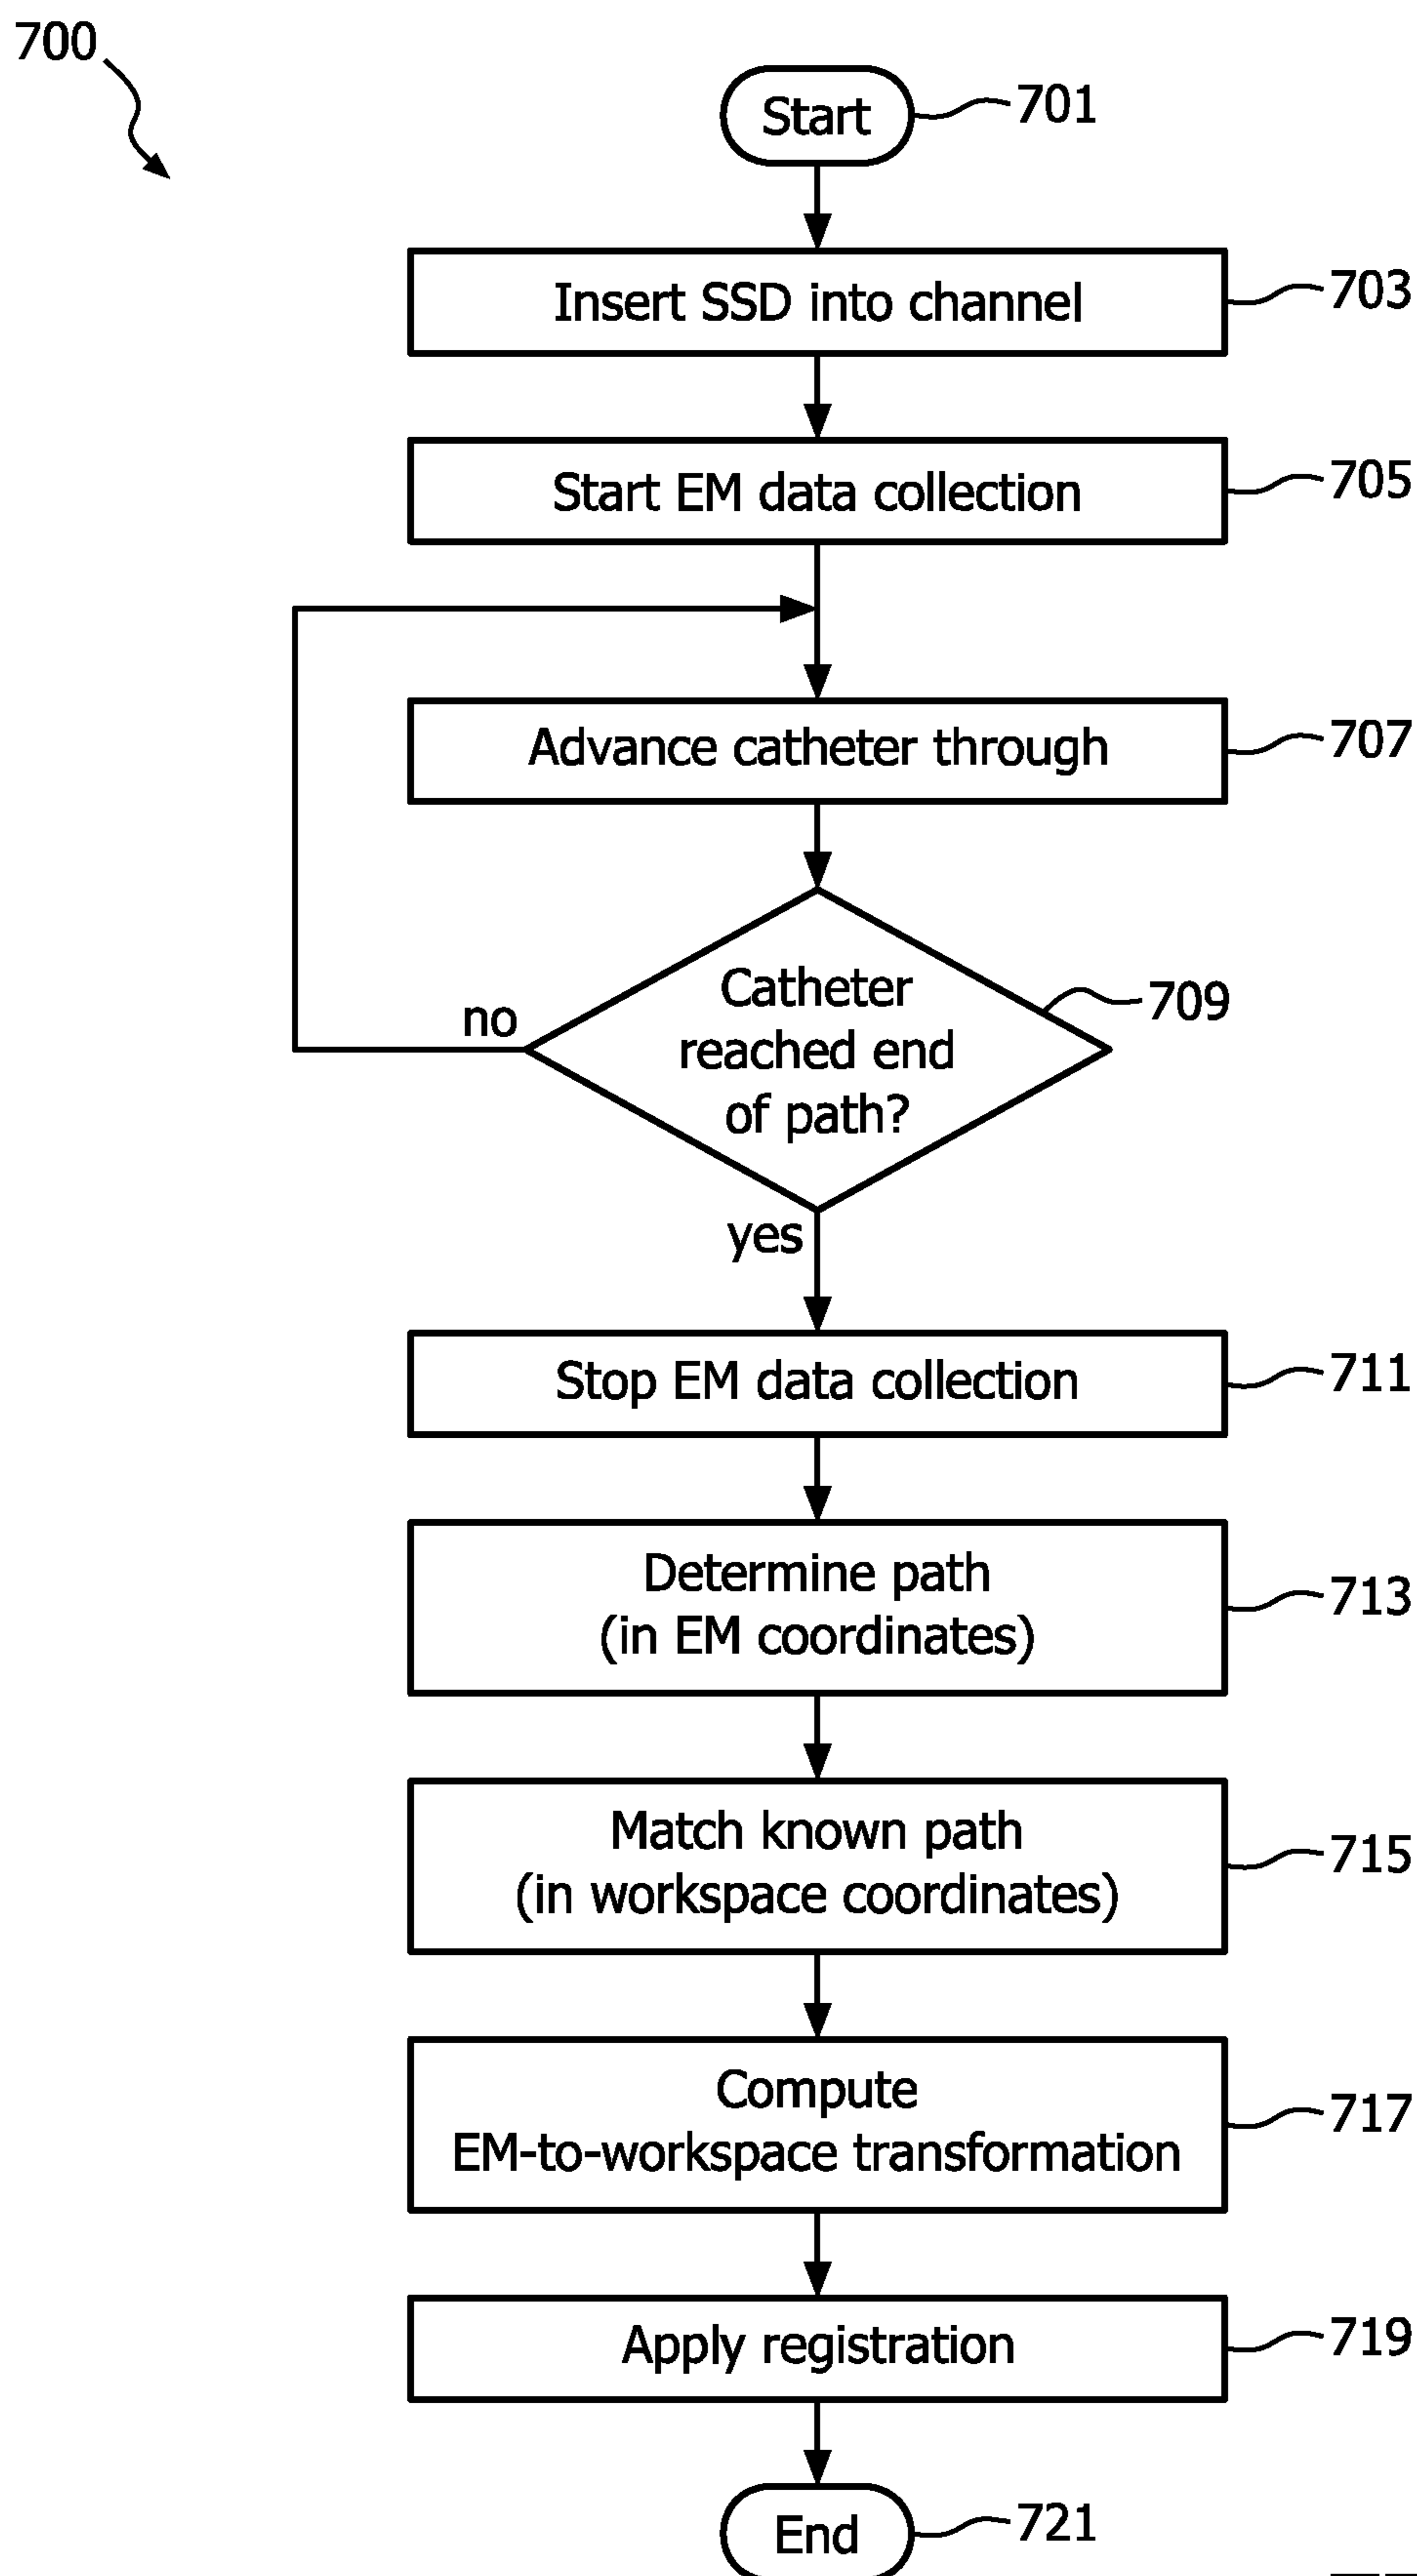 700
Start
701
Insert SSD into channel
703
Start EM data collection
705
Advance catheter through
707
Catheter
reached end
of path?
709
no
yes
Stop EM data collection
711
Determine path
(in EM coordinates)
713
Match known path
(in workspace coordinates)
715
Compute
EM-to-workspace transformation
717
Apply registration
719
End
721